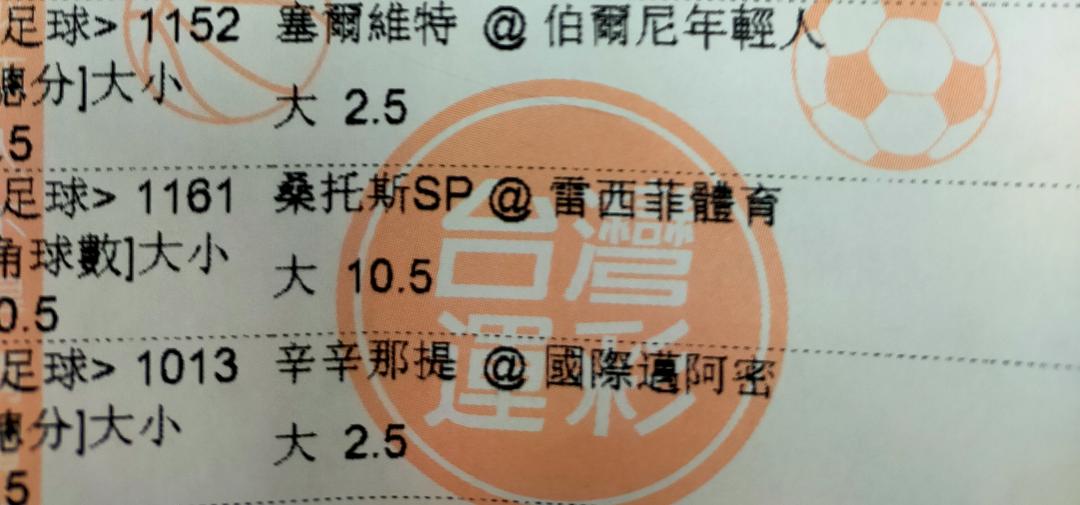 足球> 1152 塞爾維特 @ 伯爾尼年輕人
總分]大小 大 2.5
.5
足球> 1161 桑托斯SP @ 雷西菲體育
角球數]大小 大 10.5
0.5
足球> 1013 辛辛那提 @ 國際邁阿密
總分]大小 大 2.5
5
台灣
運彩